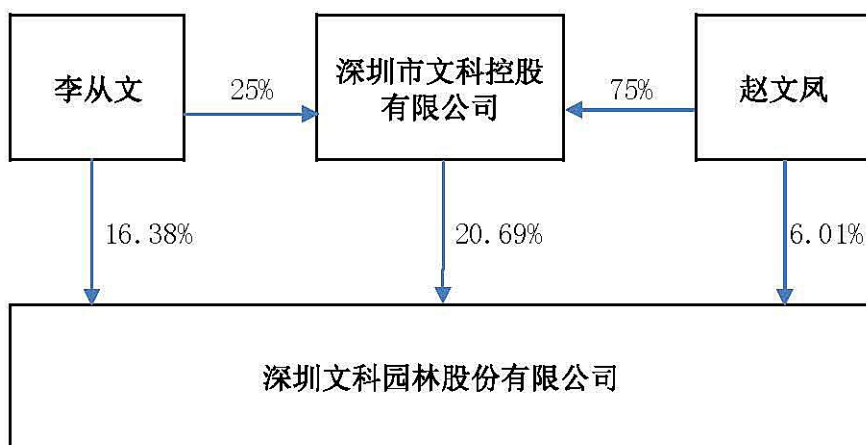 李从文
25%
深圳市文科控股
有限公司
75%
赵文凤
16.38%
20.69%
6.01%
深圳文科园林股份有限公司